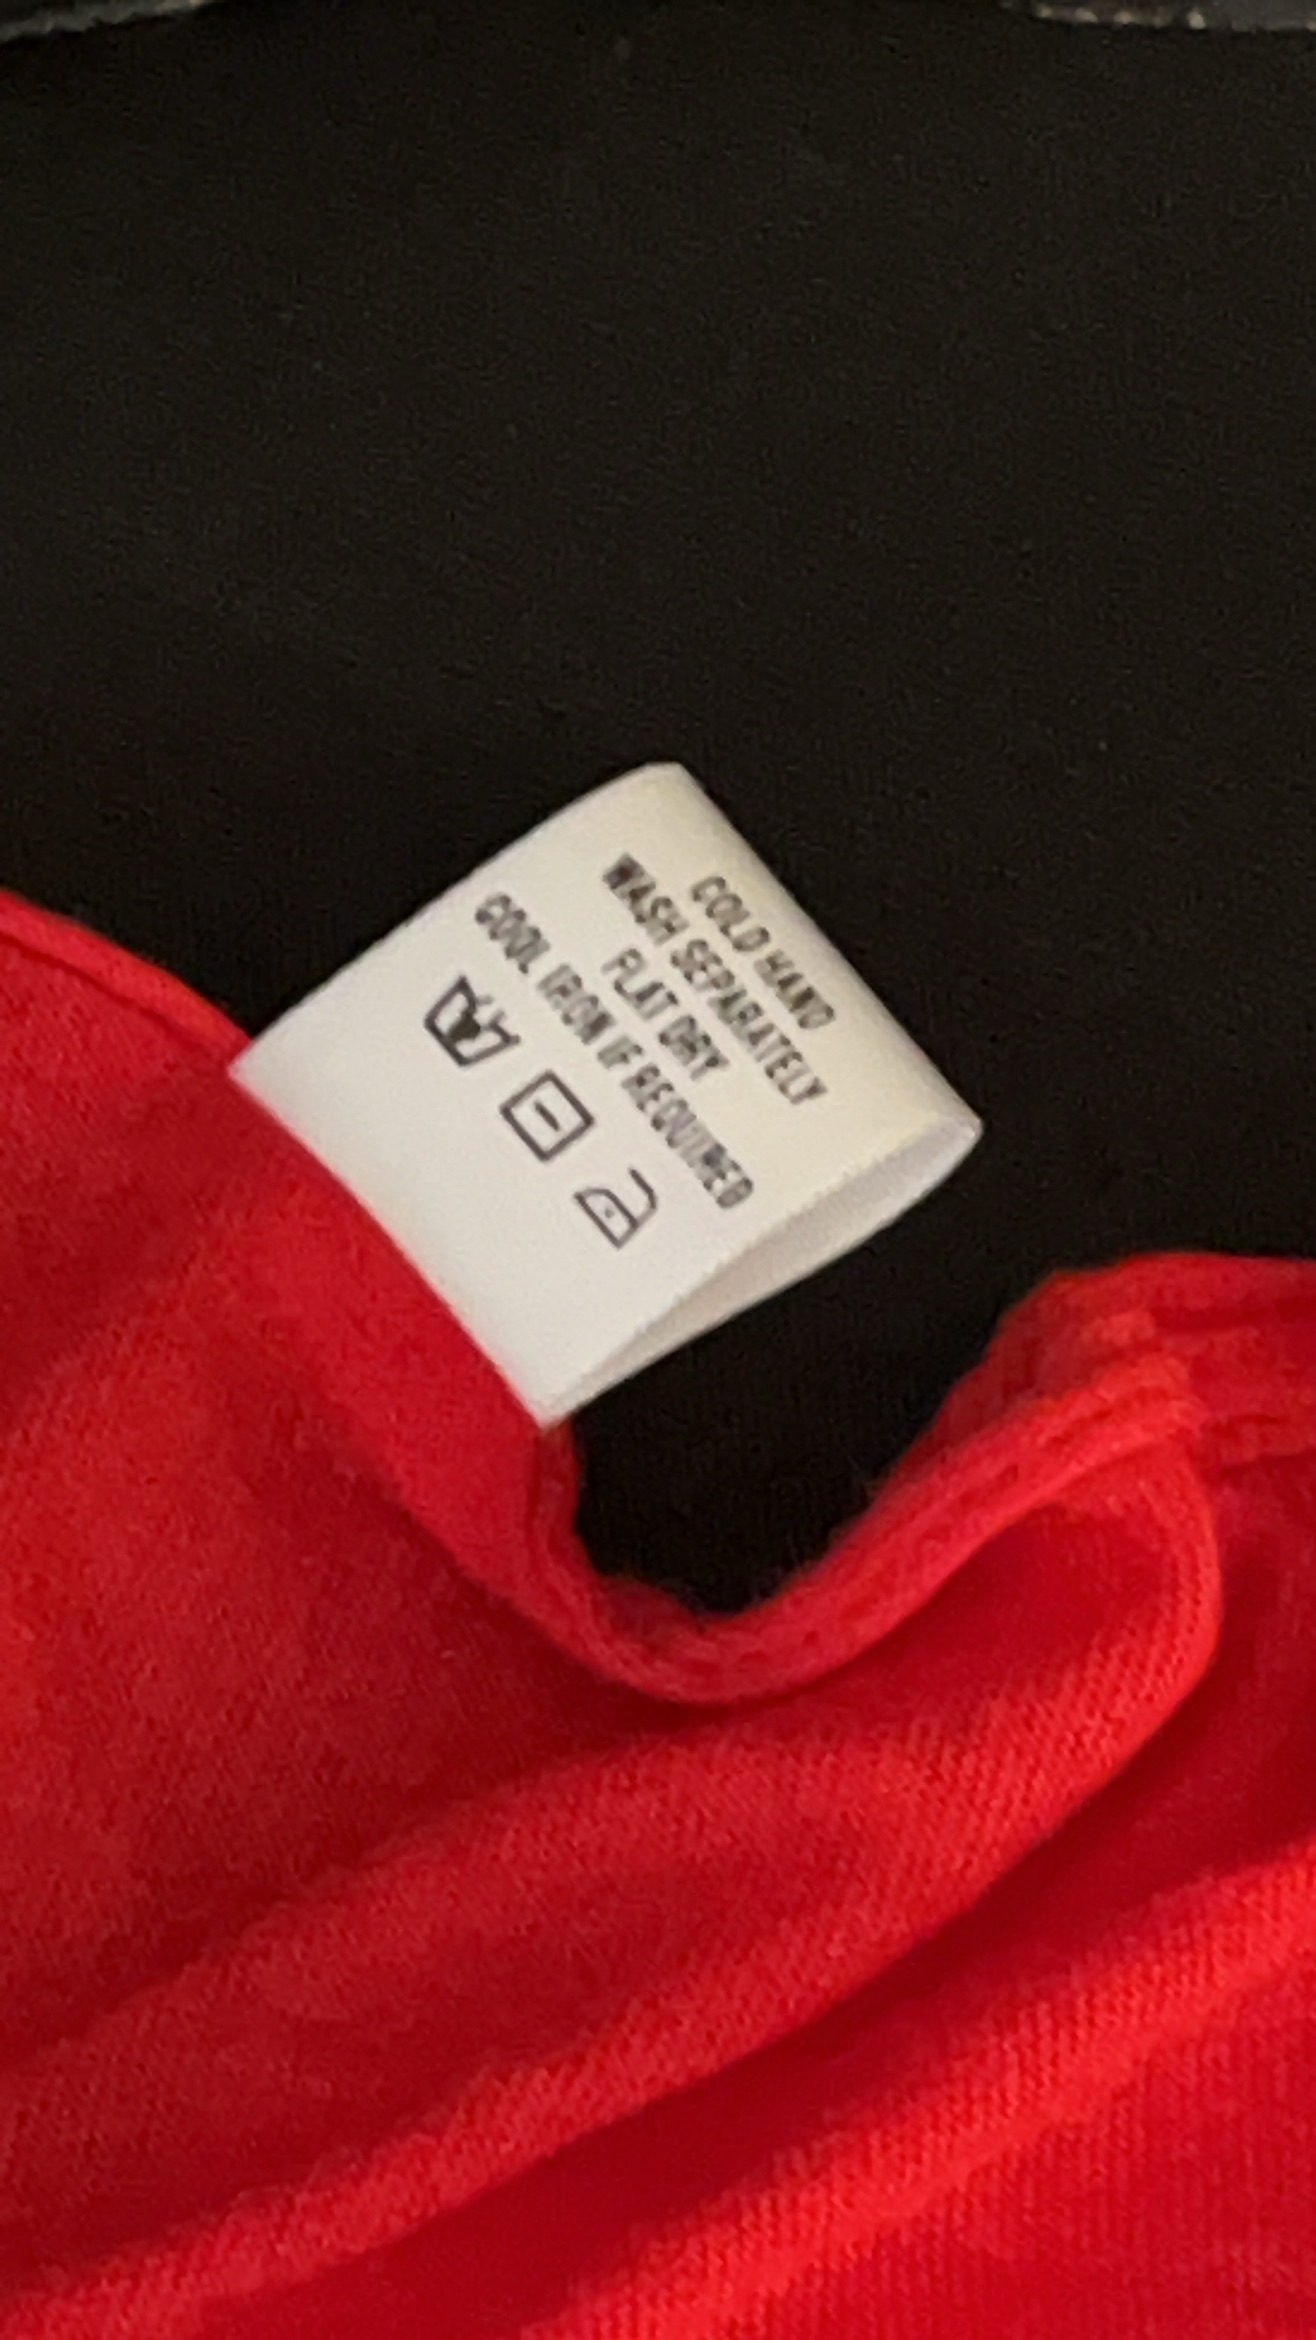 COLD HAND
WASH SEPARATELY
FLAT DRY
COOL IRON IF REQUIRED